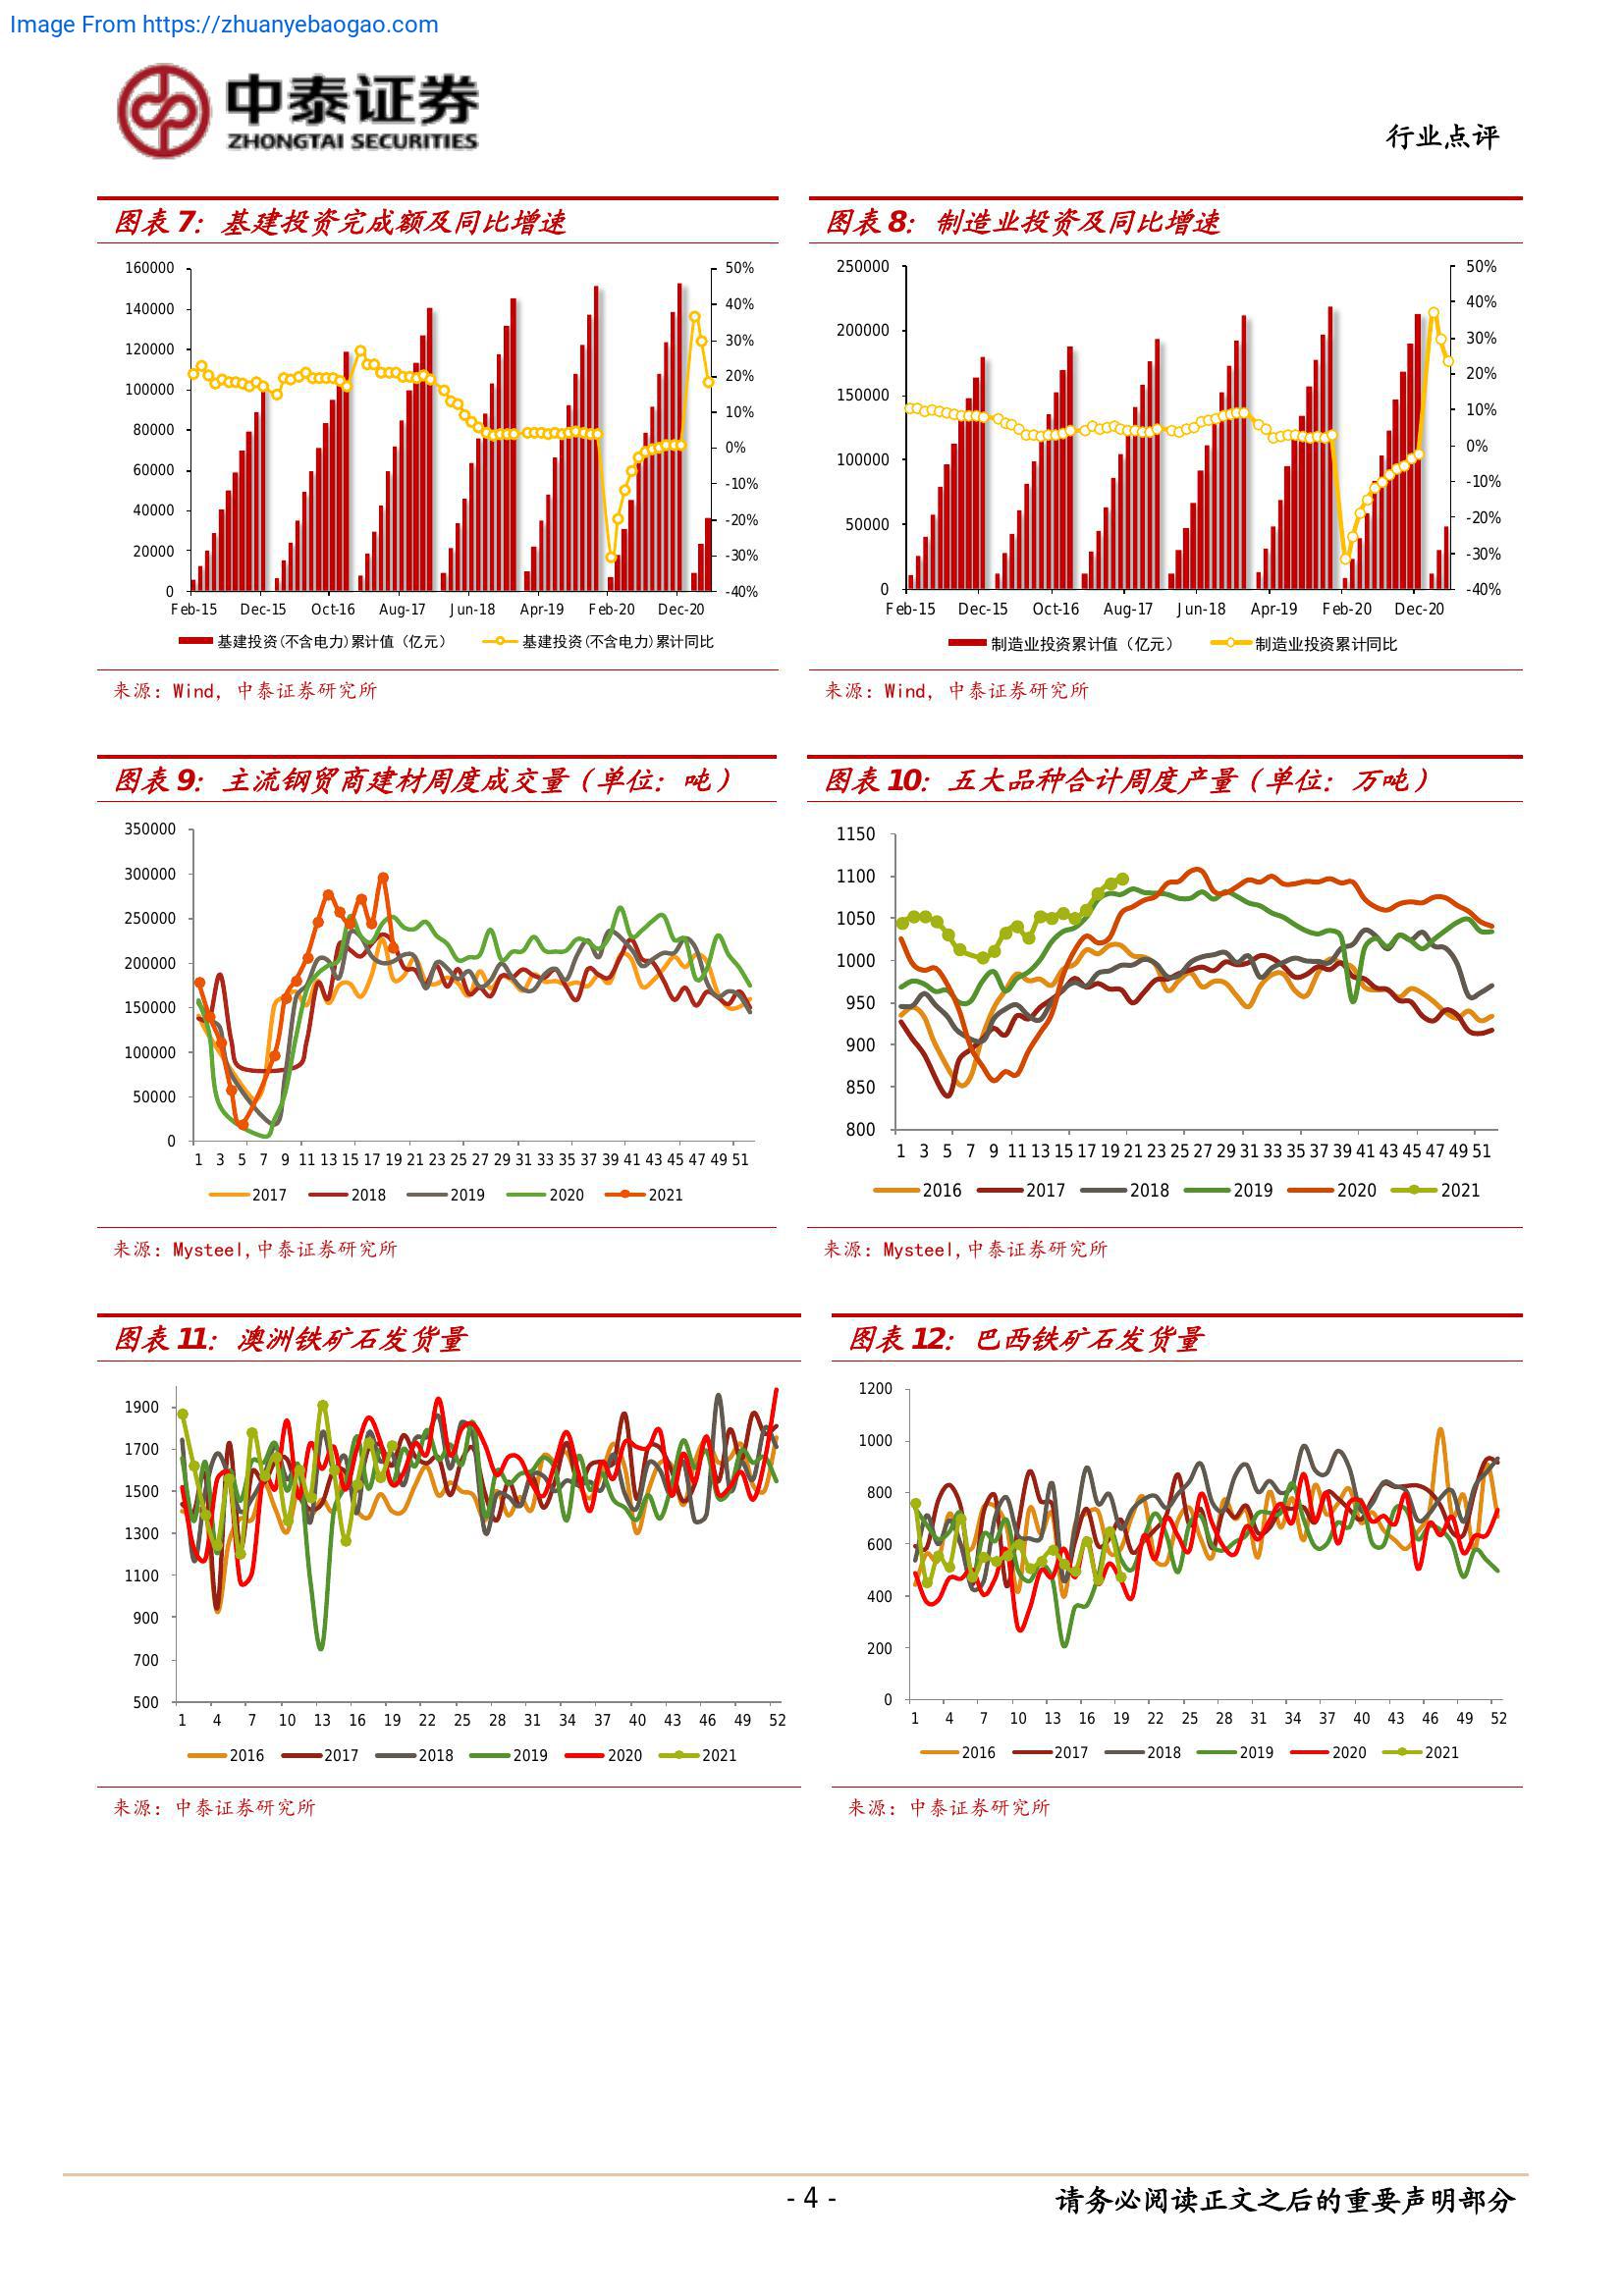 Image From https://zhuanyebaogao.com
中泰证券
ZHONGTAI SECURITIES
行业点评
图表 7：基建投资完成额及同比增速
160000
140000
120000
100000
80000
60000
40000
20000
0
50%
40%
30%
20%
10%
0%
-10%
-20%
-30%
-40%
Feb-15 Dec-15 Oct-16 Aug-17 Jun-18 Apr-19 Feb-20 Dec-20
基建投资(不含电力)累计值（亿元） 基建投资(不含电力)累计同比
来源：Wind, 中泰证券研究所
图表 8：制造业投资及同比增速
250000
200000
150000
100000
50000
0
50%
40%
30%
20%
10%
0%
-10%
-20%
-30%
-40%
Feb-15 Dec-15 Oct-16 Aug-17 Jun-18 Apr-19 Feb-20 Dec-20
制造业投资累计值（亿元） 制造业投资累计同比
来源：Wind, 中泰证券研究所
图表 9：主流钢贸商建材周度成交量（单位：吨）
350000
300000
250000
200000
150000
100000
50000
0
1 3 5 7 9 11 13 15 17 19 21 23 25 27 29 31 33 35 37 39 41 43 45 47 49 51
2017 2018 2019 2020 2021
来源：Mysteel,中泰证券研究所
图表 10：五大品种合计周度产量（单位：万吨）
1150
1100
1050
1000
950
900
850
800
1 3 5 7 9 11 13 15 17 19 21 23 25 27 29 31 33 35 37 39 41 43 45 47 49 51
2016 2017 2018 2019 2020 2021
来源：Mysteel,中泰证券研究所
图表 11：澳洲铁矿石发货量
1900
1700
1500
1300
1100
900
700
500
1 4 7 10 13 16 19 22 25 28 31 34 37 40 43 46 49 52
2016 2017 2018 2019 2020 2021
来源：中泰证券研究所
图表 12：巴西铁矿石发货量
1200
1000
800
600
400
200
0
1 4 7 10 13 16 19 22 25 28 31 34 37 40 43 46 49 52
2016 2017 2018 2019 2020 2021
来源：中泰证券研究所
- 4 -
请务必阅读正文之后的重要声明部分